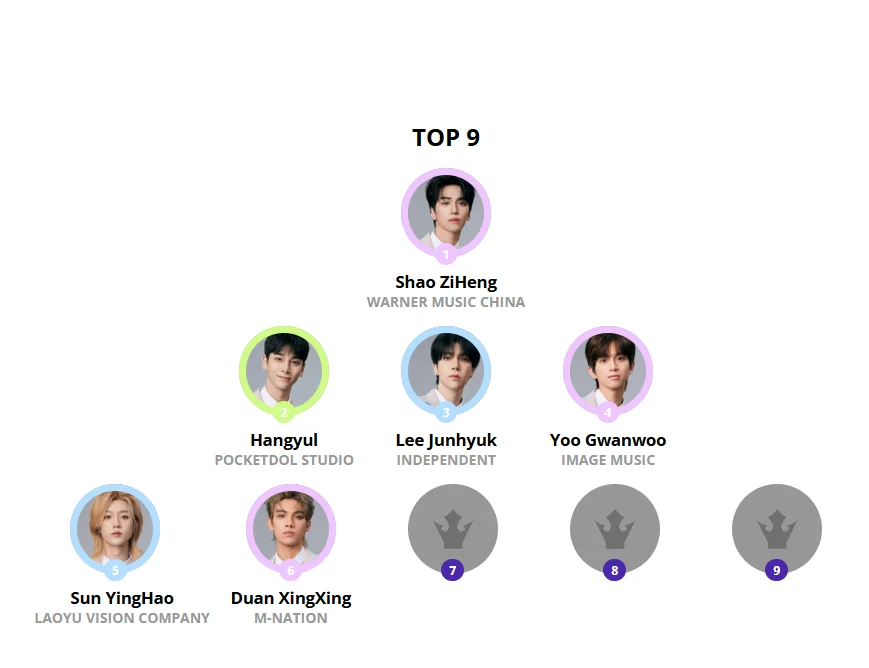 TOP 9
1
Shao ZiHeng
WARNER MUSIC CHINA
2
3
4
Hangyul
Lee Junhyuk
Yoo Gwanwoo
POCKETDOL STUDIO
INDEPENDENT
IMAGE MUSIC
5
6
7
8
9
Sun YingHao
Duan XingXing
LAOYU VISION COMPANY
M-NATION